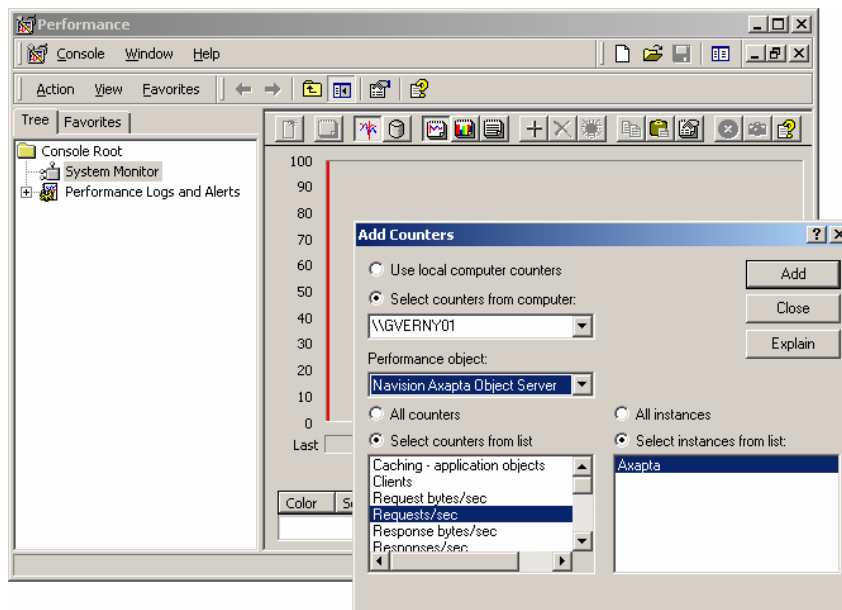 Performance
Console Window Help
Action View Favorites
Tree Favorites
Console Root
System Monitor
Performance Logs and Alerts
100
90
80
70
60
50
40
30
20
10
0
Last
Color
Add Counters
Use local computer counters
Select counters from computer:
\\GVERNY01
Performance object:
Navision Axapta Object Server
All counters
Select counters from list
Caching - application objects
Clients
Request bytes/sec
Requests/sec
Response bytes/sec
Responses/sec
Add
Close
Explain
All instances
Select instances from list:
Axapta